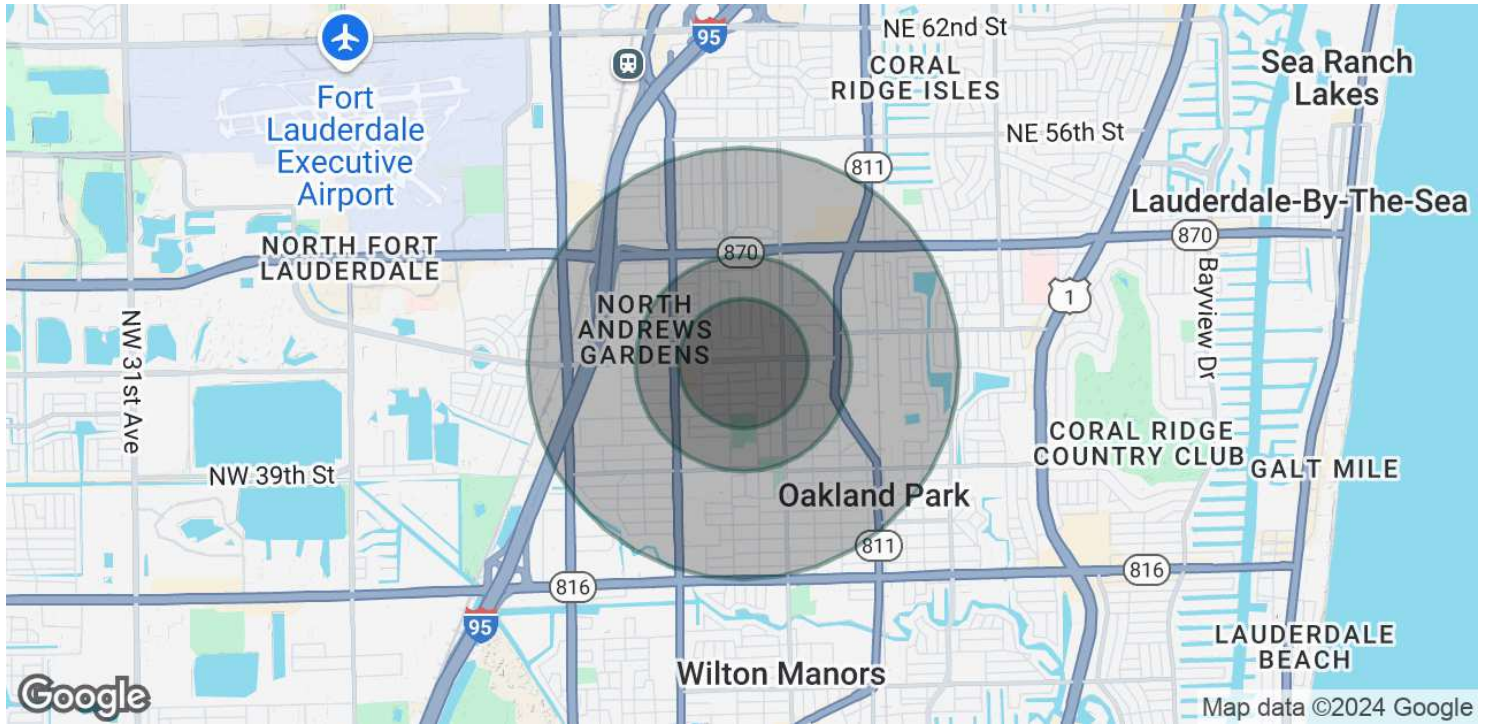 95
NE 62nd St
CORAL
RIDGE ISLES
Sea Ranch
Lakes
Fort
Lauderdale
Executive
Airport
NE 56th St
811
Lauderdale-By-The-Sea
NORTH FORT
LAUDERDALE
870
870
Bayview Dr
1
NORTH
ANDREWS
GARDENS
NW 31st Ave
CORAL RIDGE
COUNTRY CLUB
GALT MILE
NW 39th St
Oakland Park
811
816
816
95
LAUDERDALE
BEACH
Wilton Manors
Google
Map data ©2024 Google